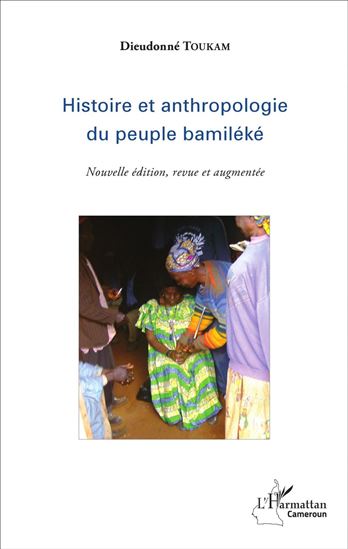 Dieudonné TOUKAM
Histoire et anthropologie
du peuple bamiléké
Nouvelle édition, revue et augmentée
L'Harmattan
Cameroun